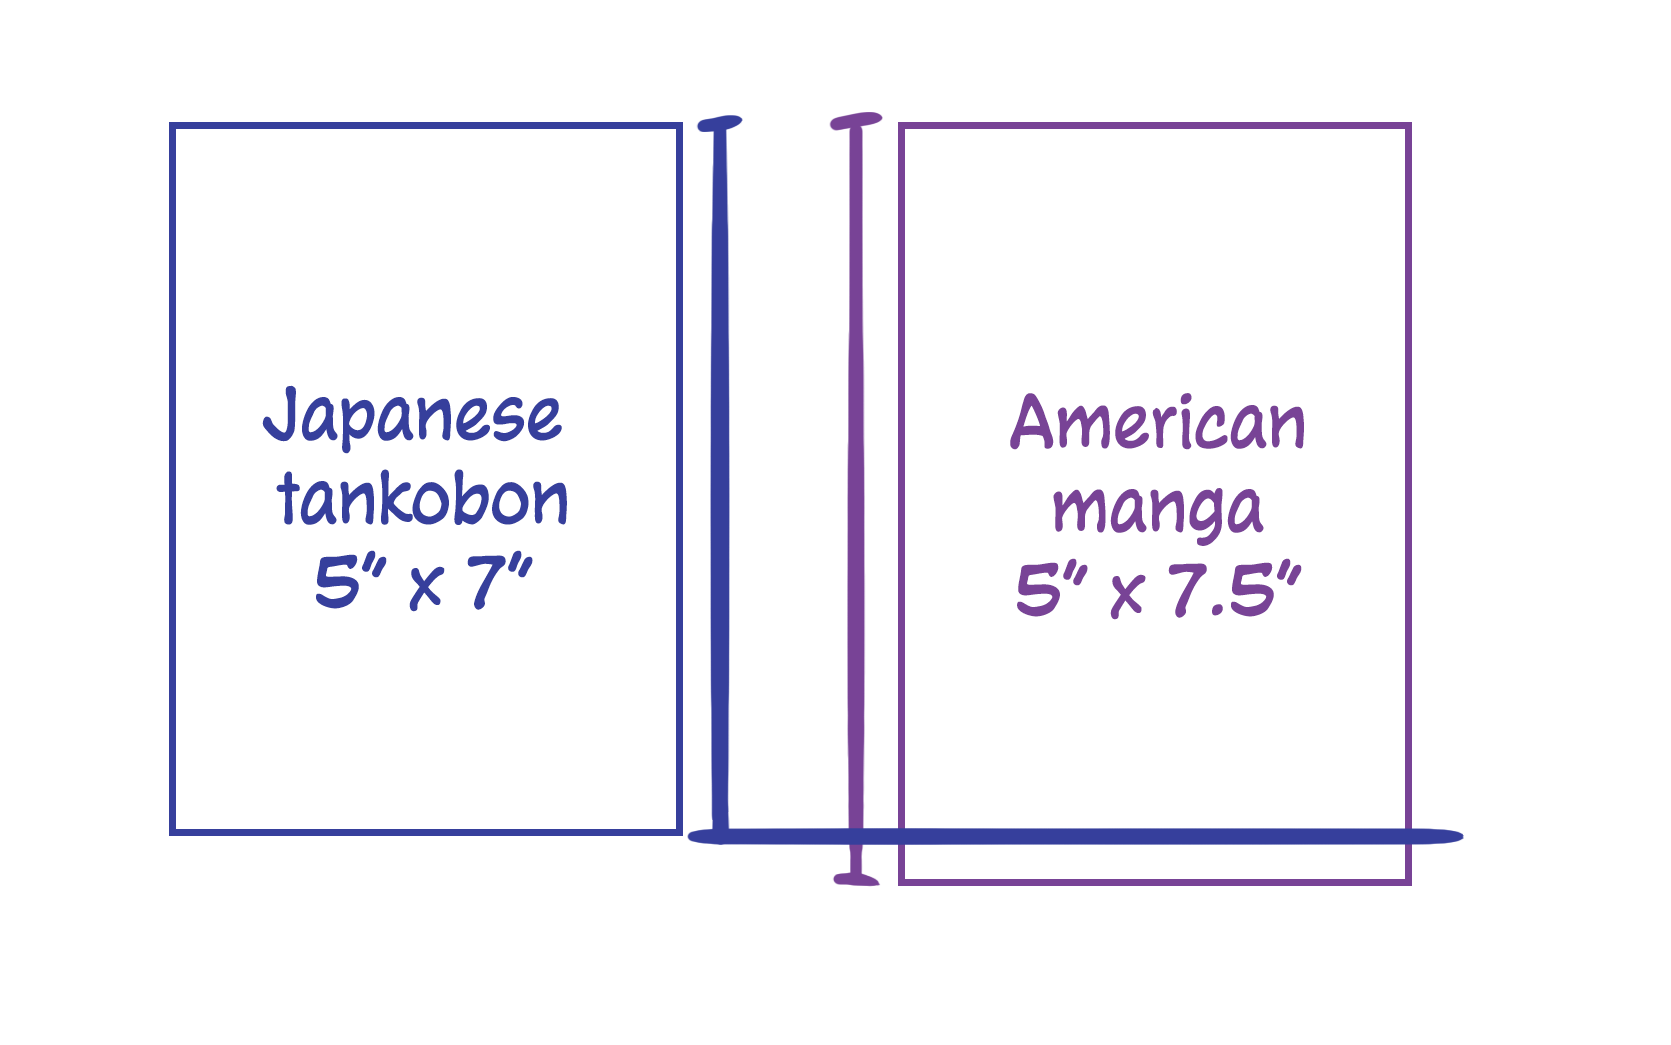 Japanese
tankobon
5” x 7”
American
manga
5” x 7.5”